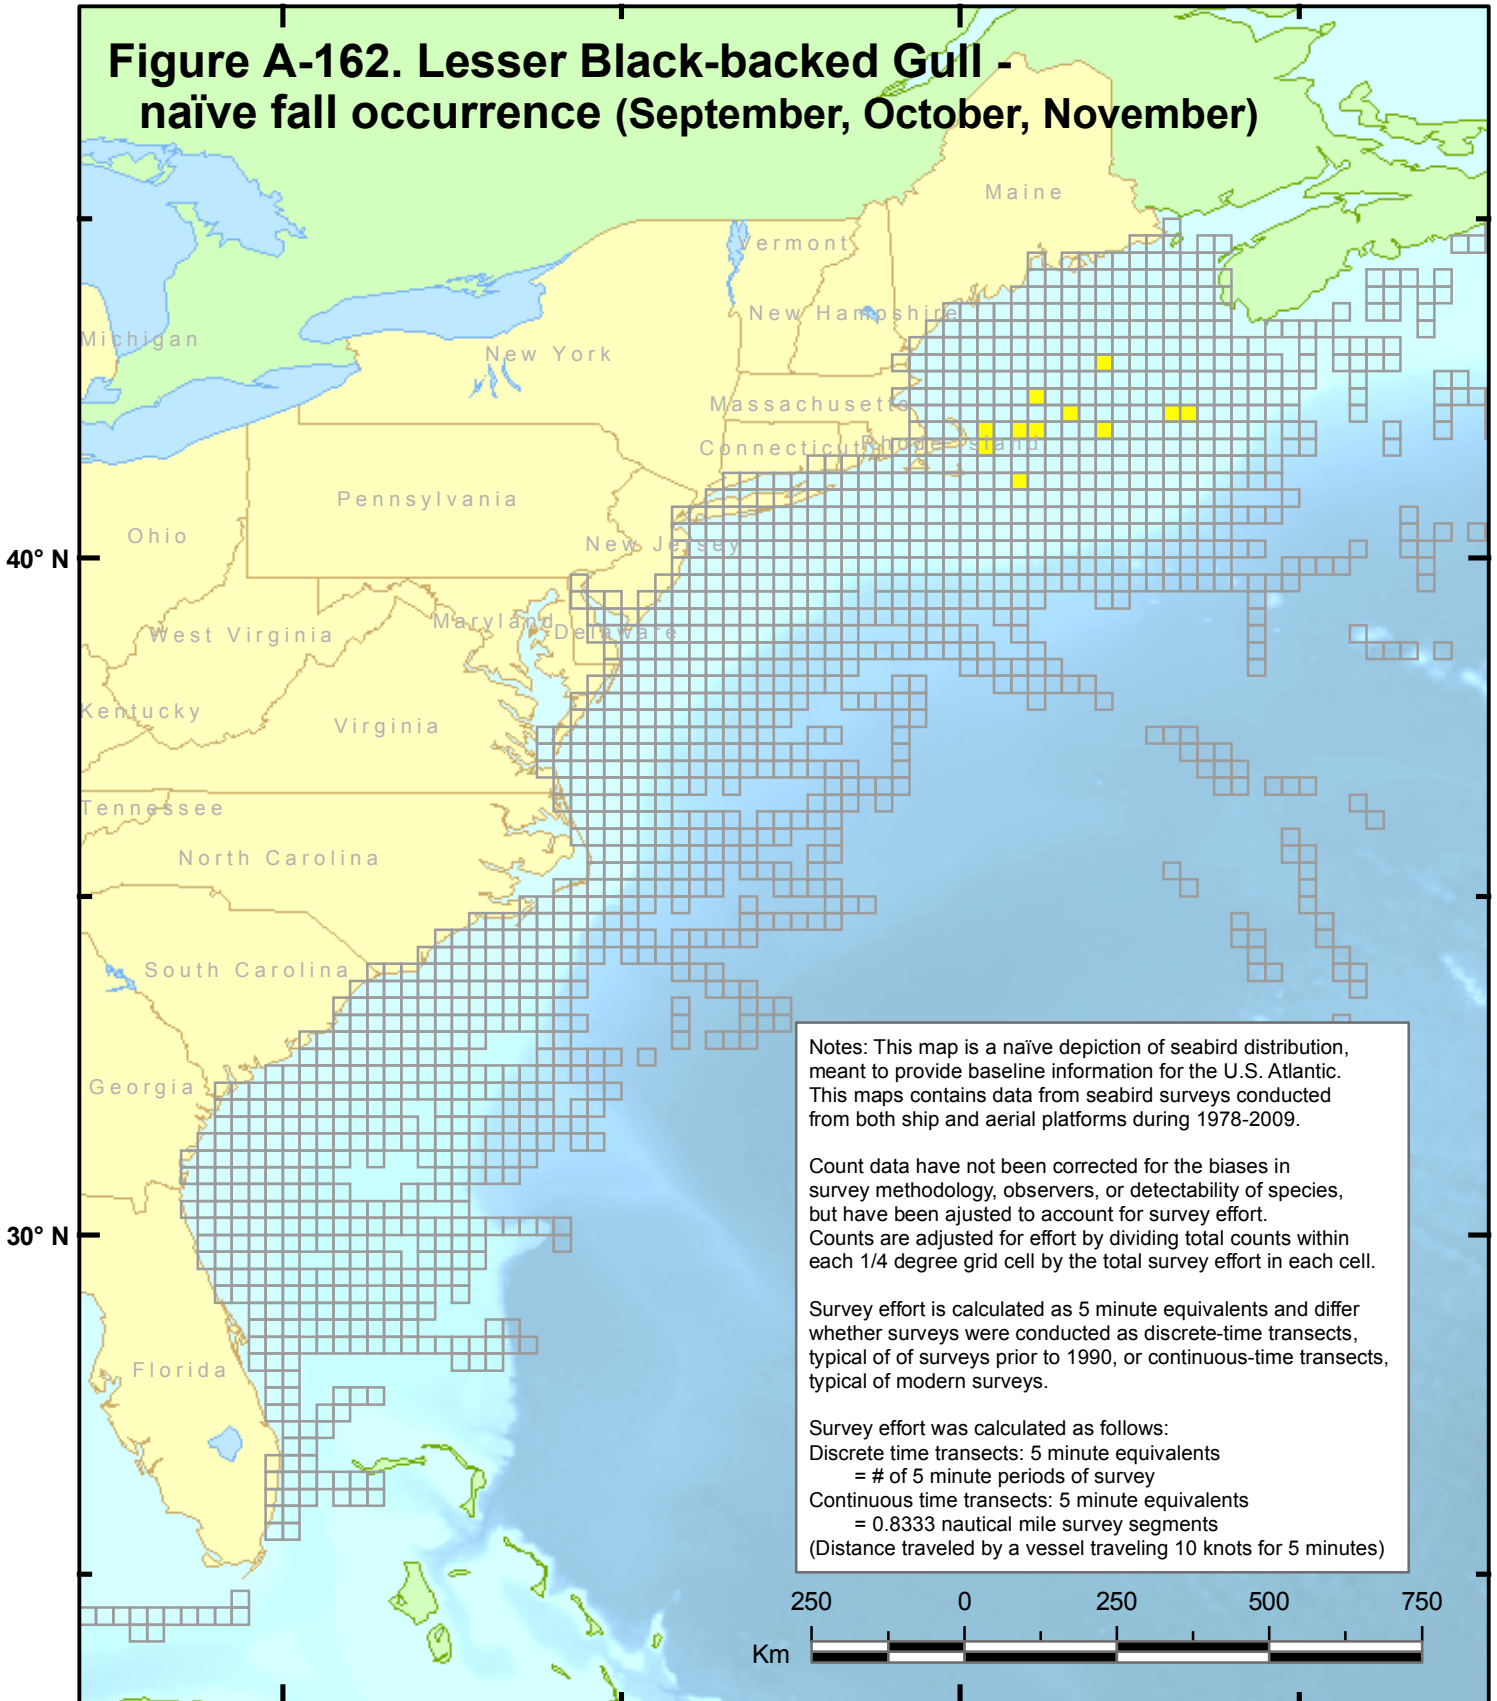 Figure A-162. Lesser Black-backed Gull -
naïve fall occurrence (September, October, November)
Maine
Vermont
New Hampshire
Michigan
New York
Massachusetts
Connecticut
Rhode Island
Pennsylvania
Ohio
New Jersey
40° N
Maryland
Delaware
West Virginia
Kentucky
Virginia
Tennessee
North Carolina
South Carolina
Georgia
30° N
Florida
Notes: This map is a naïve depiction of seabird distribution,
meant to provide baseline information for the U.S. Atlantic.
This maps contains data from seabird surveys conducted
from both ship and aerial platforms during 1978-2009.
Count data have not been corrected for the biases in
survey methodology, observers, or detectability of species,
but have been ajusted to account for survey effort.
Counts are adjusted for effort by dividing total counts within
each 1/4 degree grid cell by the total survey effort in each cell.
Survey effort is calculated as 5 minute equivalents and differ
whether surveys were conducted as discrete-time transects,
typical of of surveys prior to 1990, or continuous-time transects,
typical of modern surveys.
Survey effort was calculated as follows:
Discrete time transects: 5 minute equivalents
= # of 5 minute periods of survey
Continuous time transects: 5 minute equivalents
= 0.8333 nautical mile survey segments
(Distance traveled by a vessel traveling 10 knots for 5 minutes)
250 0 250 500 750
Km